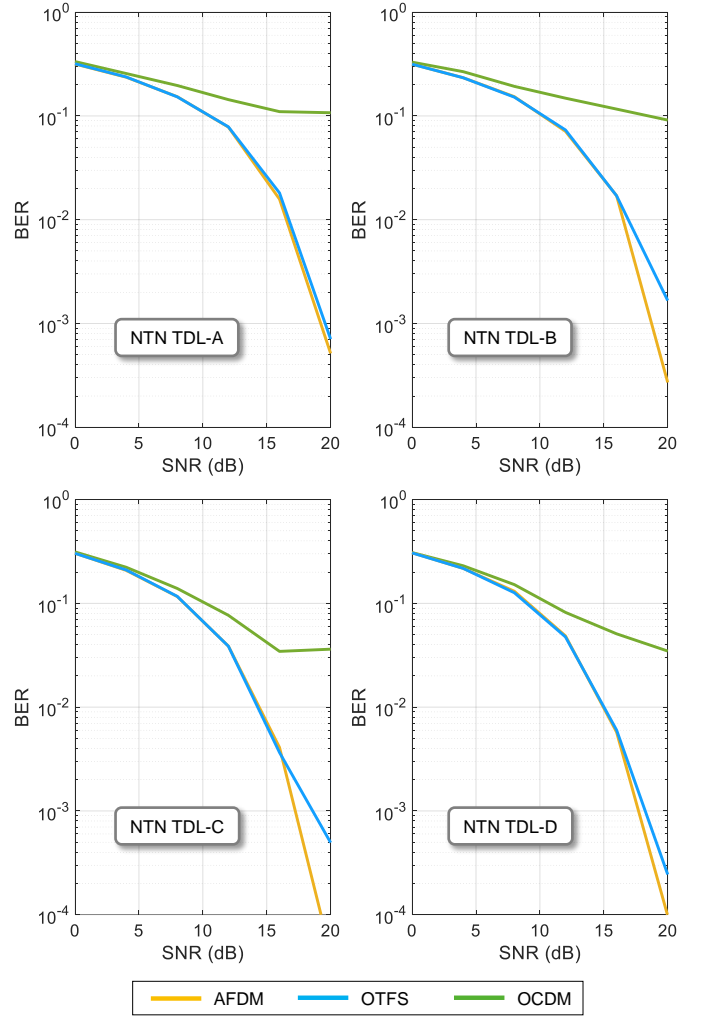 10^0
10^-1
10^-2
10^-3
10^-4
BER
NTN TDL-A
0 5 10 15 20
SNR (dB)
10^0
10^-1
10^-2
10^-3
10^-4
BER
NTN TDL-B
0 5 10 15 20
SNR (dB)
10^0
10^-1
10^-2
10^-3
10^-4
BER
NTN TDL-C
0 5 10 15 20
SNR (dB)
10^0
10^-1
10^-2
10^-3
10^-4
BER
NTN TDL-D
0 5 10 15 20
SNR (dB)
AFDM OTFS OCDM